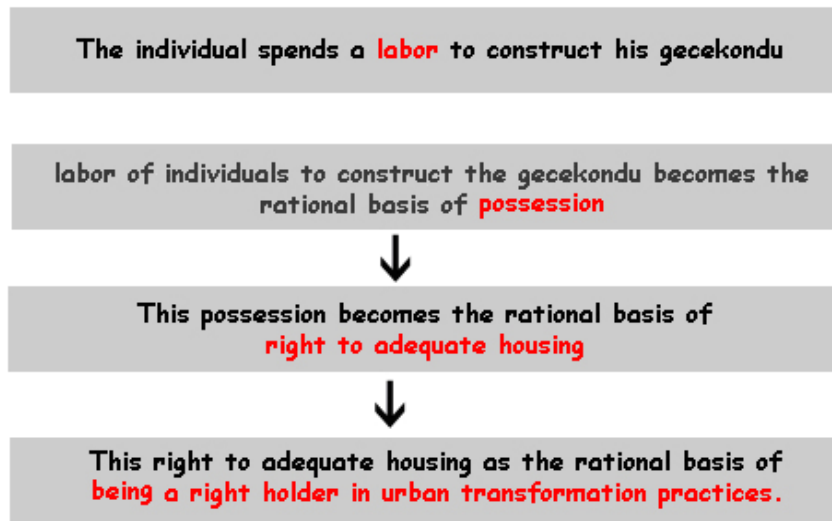 The individual spends a labor to construct his gecekondu
labor of individuals to construct the gecekondu becomes the
rational basis of possession
This possession becomes the rational basis of
right to adequate housing
This right to adequate housing as the rational basis of
being a right holder in urban transformation practices.